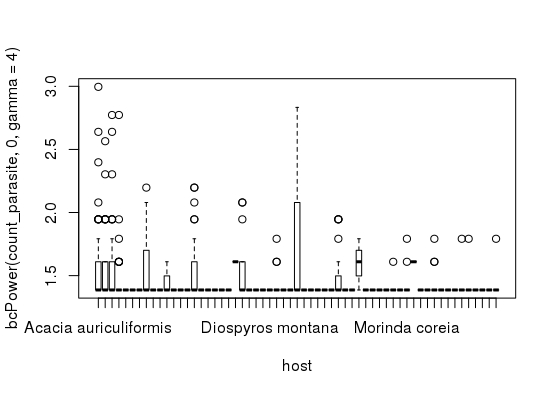 bcPower(count_parasite, 0, gamma = 4)
3.0
2.5
2.0
1.5
Acacia auriculiformis Diospyros montana Morinda coreia
host